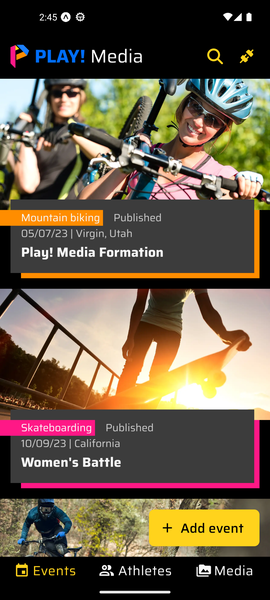 2:45
PLAY! Media
Mountain biking Published
05/07/23 | Virgin, Utah
Play! Media Formation
Skateboarding Published
10/09/23 | California
Women's Battle
+ Add event
Events Athletes Media